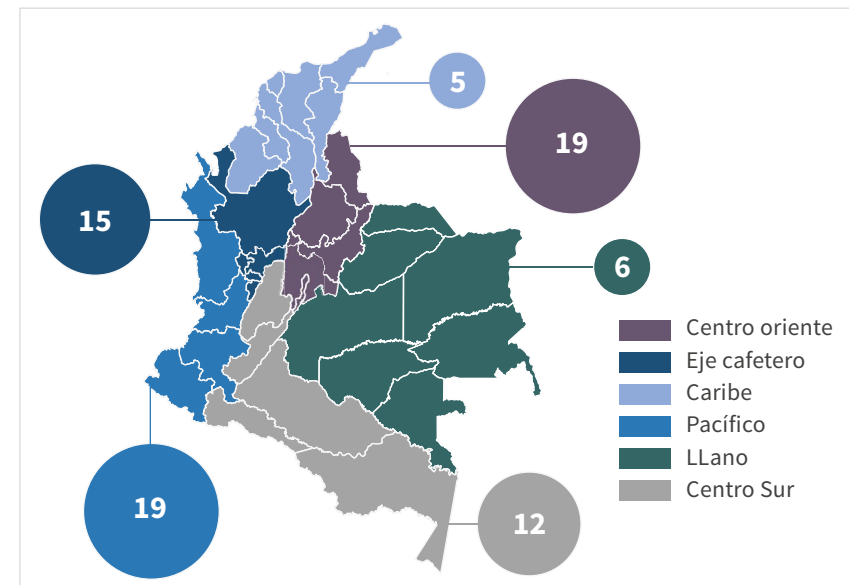 5
19
15
6
Centro oriente
Eje cafetero
Caribe
Pacífico
LLano
Centro Sur
19
12